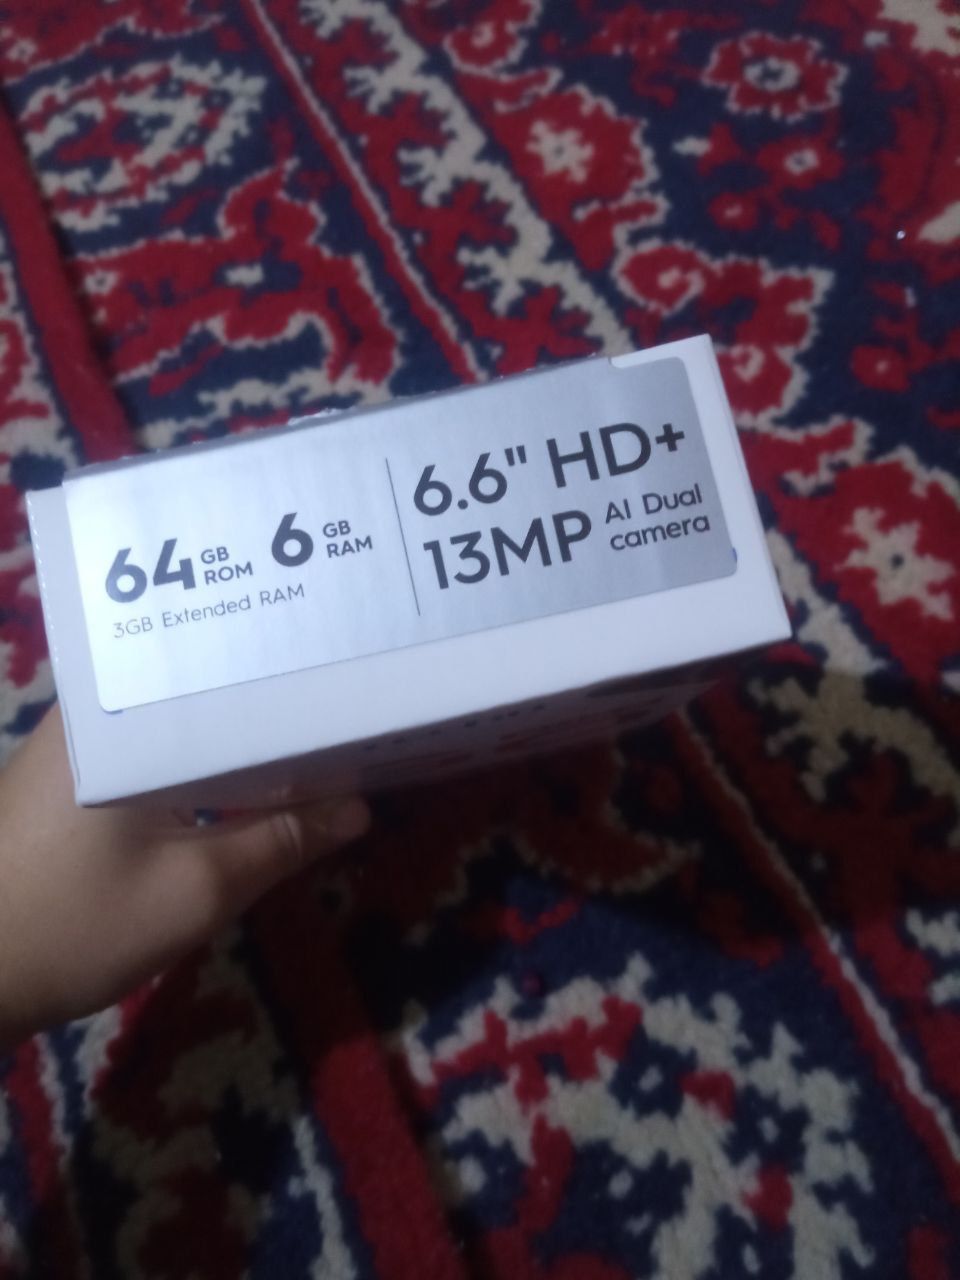 64 GB ROM 6 GB RAM
3GB Extended RAM
6.6" HD+
13MP AI Dual camera